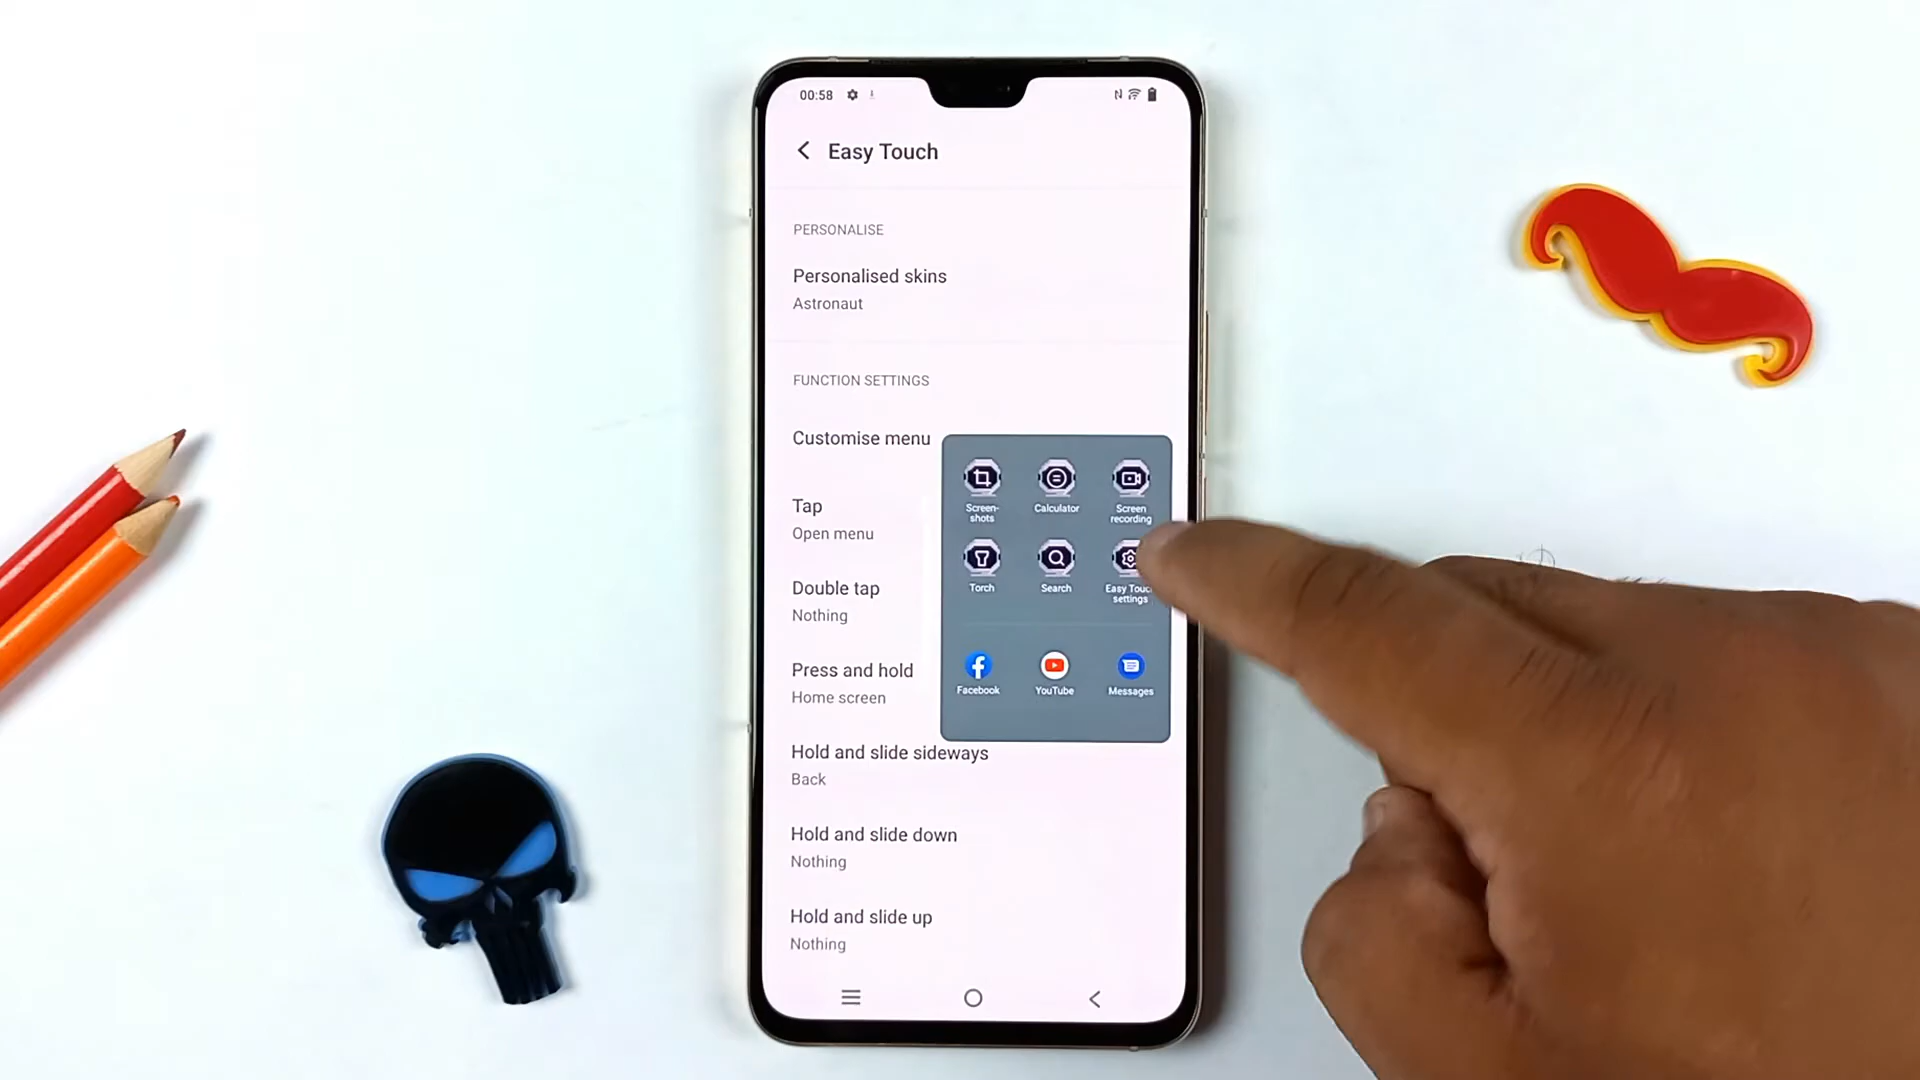 00:58
Easy Touch
PERSONALISE
Personalised skins
Astronaut
FUNCTION SETTINGS
Customise menu
Tap
Open menu
Double tap
Nothing
Press and hold
Home screen
Hold and slide sideways
Back
Hold and slide down
Nothing
Hold and slide up
Nothing
Screen-
shots
Calculator
Screen
recording
Torch
Search
Easy
settings
Facebook
YouTube
Messages